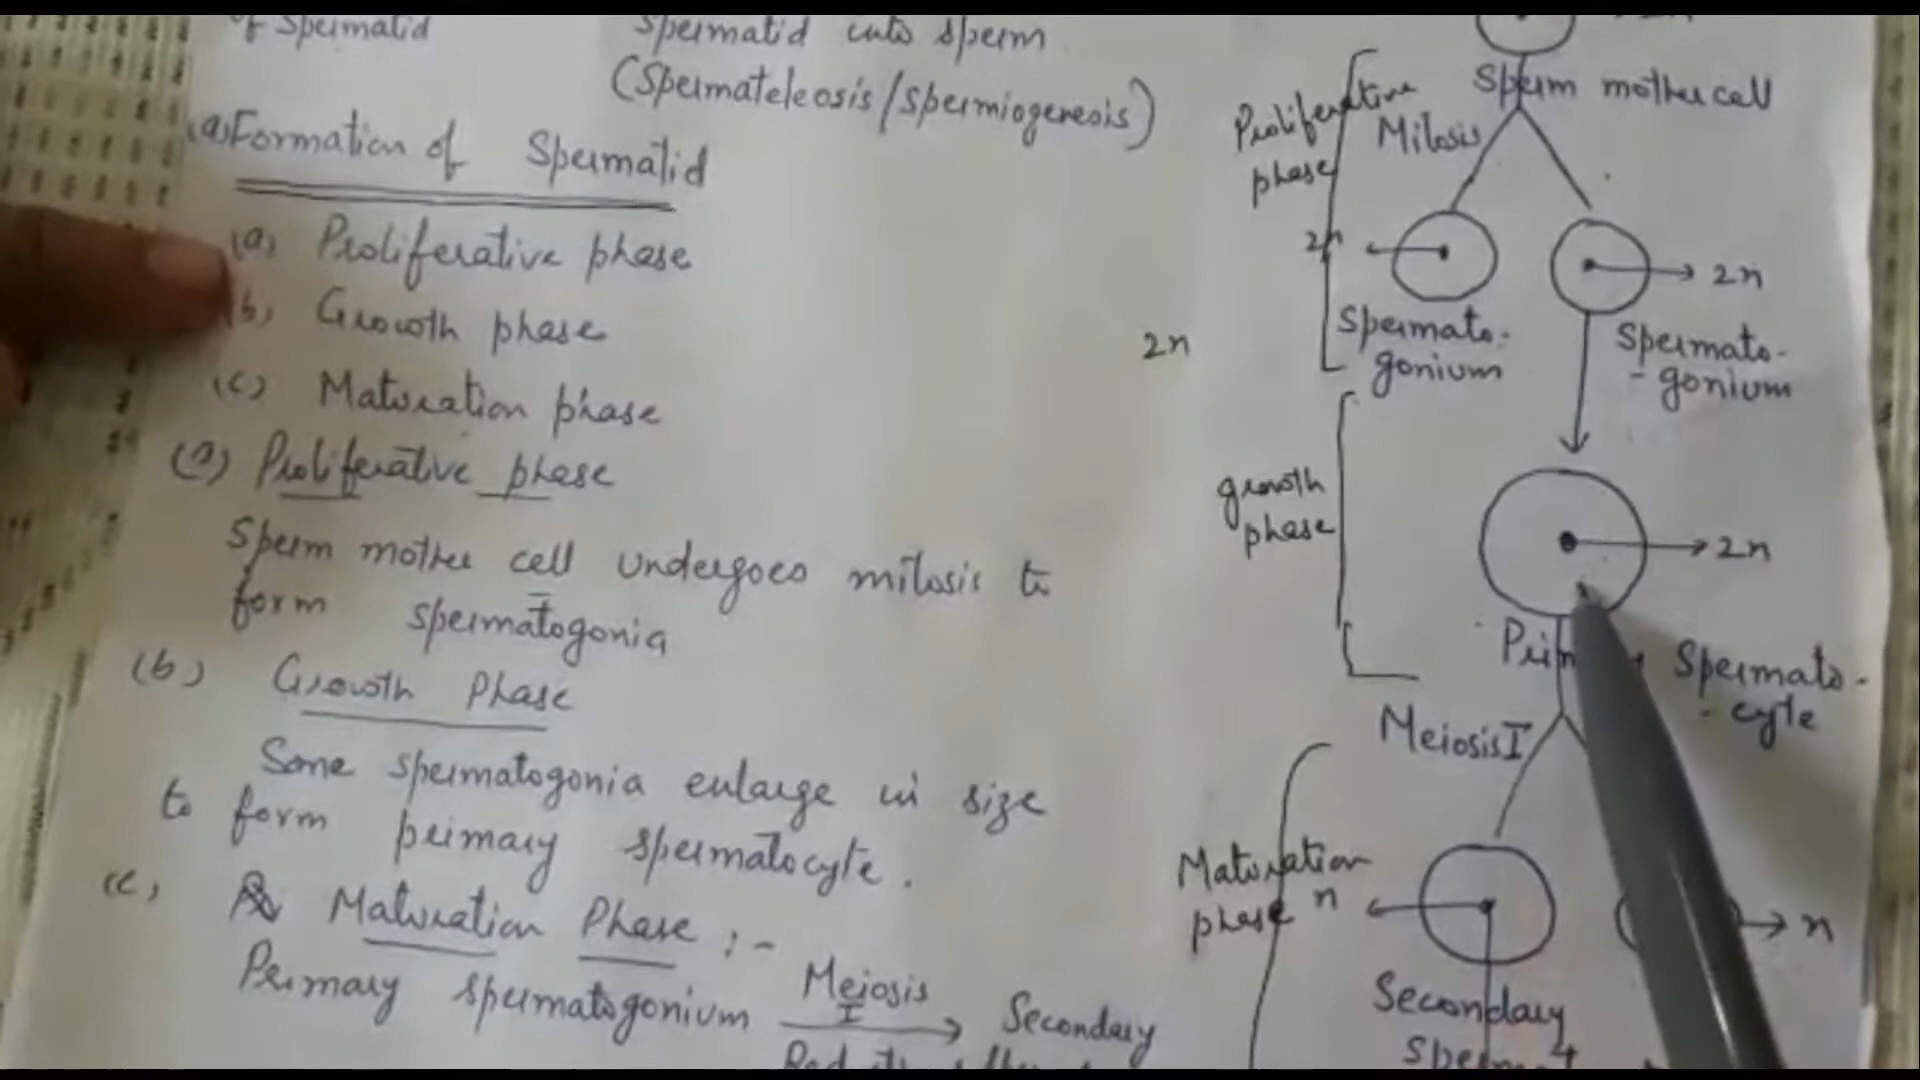 of Spermatid
Spermatid into sperm
(Spermateleosis/spermiogenesis)
(a) Formation of Spermatid
(a) Proliferative phase
(b) Growth phase
(c) Maturation phase
(a) Proliferative phase
Sperm mother cell undergoes mitosis to
form spermatogonia
(b) Growth Phase
Some spermatogonia enlarge in size
to form primary spermatocyte.
(c) Maturation Phase :-
Primary spermatogonium Meiosis I Secondary
Sperm mother cell
Proliferative
phase
Mitosis
2n
2n
Spermato-
gonium
Spermato-
-gonium
2n
growth
phase
2n
Spermato-
-cyte
Meiosis I
Maturation
phase
n
n
Secondary